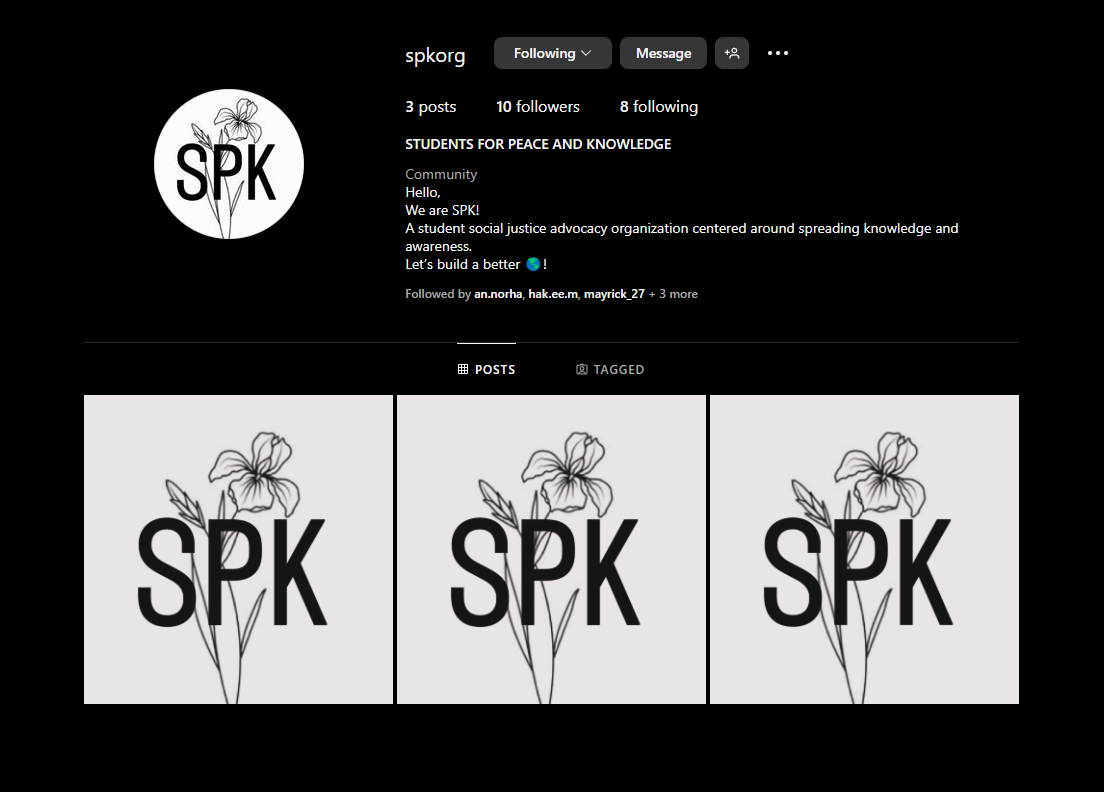 spkorg Following Message
3 posts 10 followers 8 following
STUDENTS FOR PEACE AND KNOWLEDGE
Community
Hello,
We are SPK!
A student social justice advocacy organization centered around spreading knowledge and
awareness.
Let’s build a better 🌎!
Followed by an.norha, hak.ee.m, mayrick_27 + 3 more
SPK
POSTS TAGGED
SPK SPK SPK